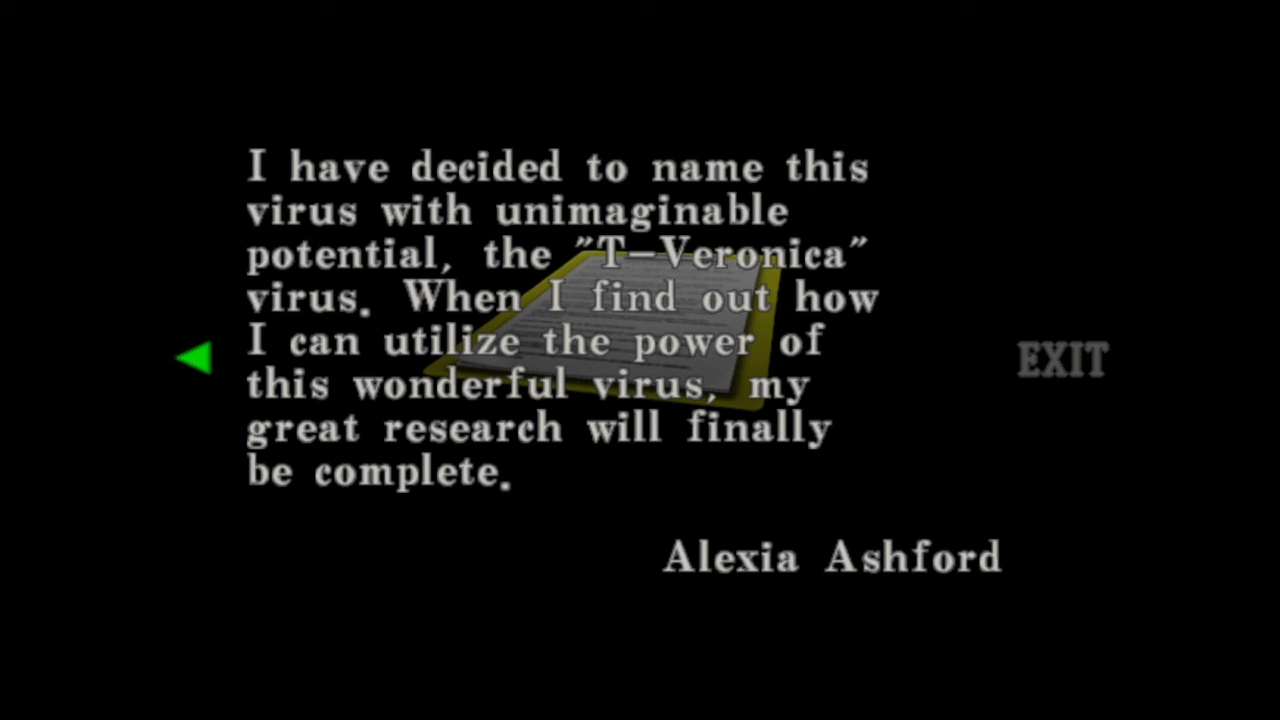 I have decided to name this
virus with unimaginable
potential, the "T-Veronica"
virus. When I find out how
I can utilize the power of
this wonderful virus, my
great research will finally
be complete.
EXIT
Alexia Ashford